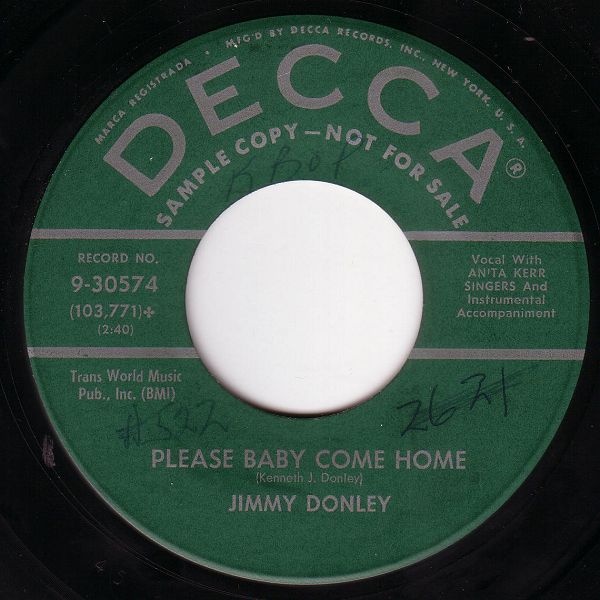 MARCA REGISTRADA • MFG'D BY DECCA RECORDS, INC., NEW YORK, U. S. A.
DECCA®
SAMPLE COPY — NOT FOR SALE
RECORD NO.
9-30574
(103,771)✤
(2:40)
Vocal With
ANITA KERR
SINGERS And
Instrumental
Accompaniment
Trans World Music
Pub., Inc. (BMI)
#522
2621
PLEASE BABY COME HOME
(Kenneth J. Donley)
JIMMY DONLEY